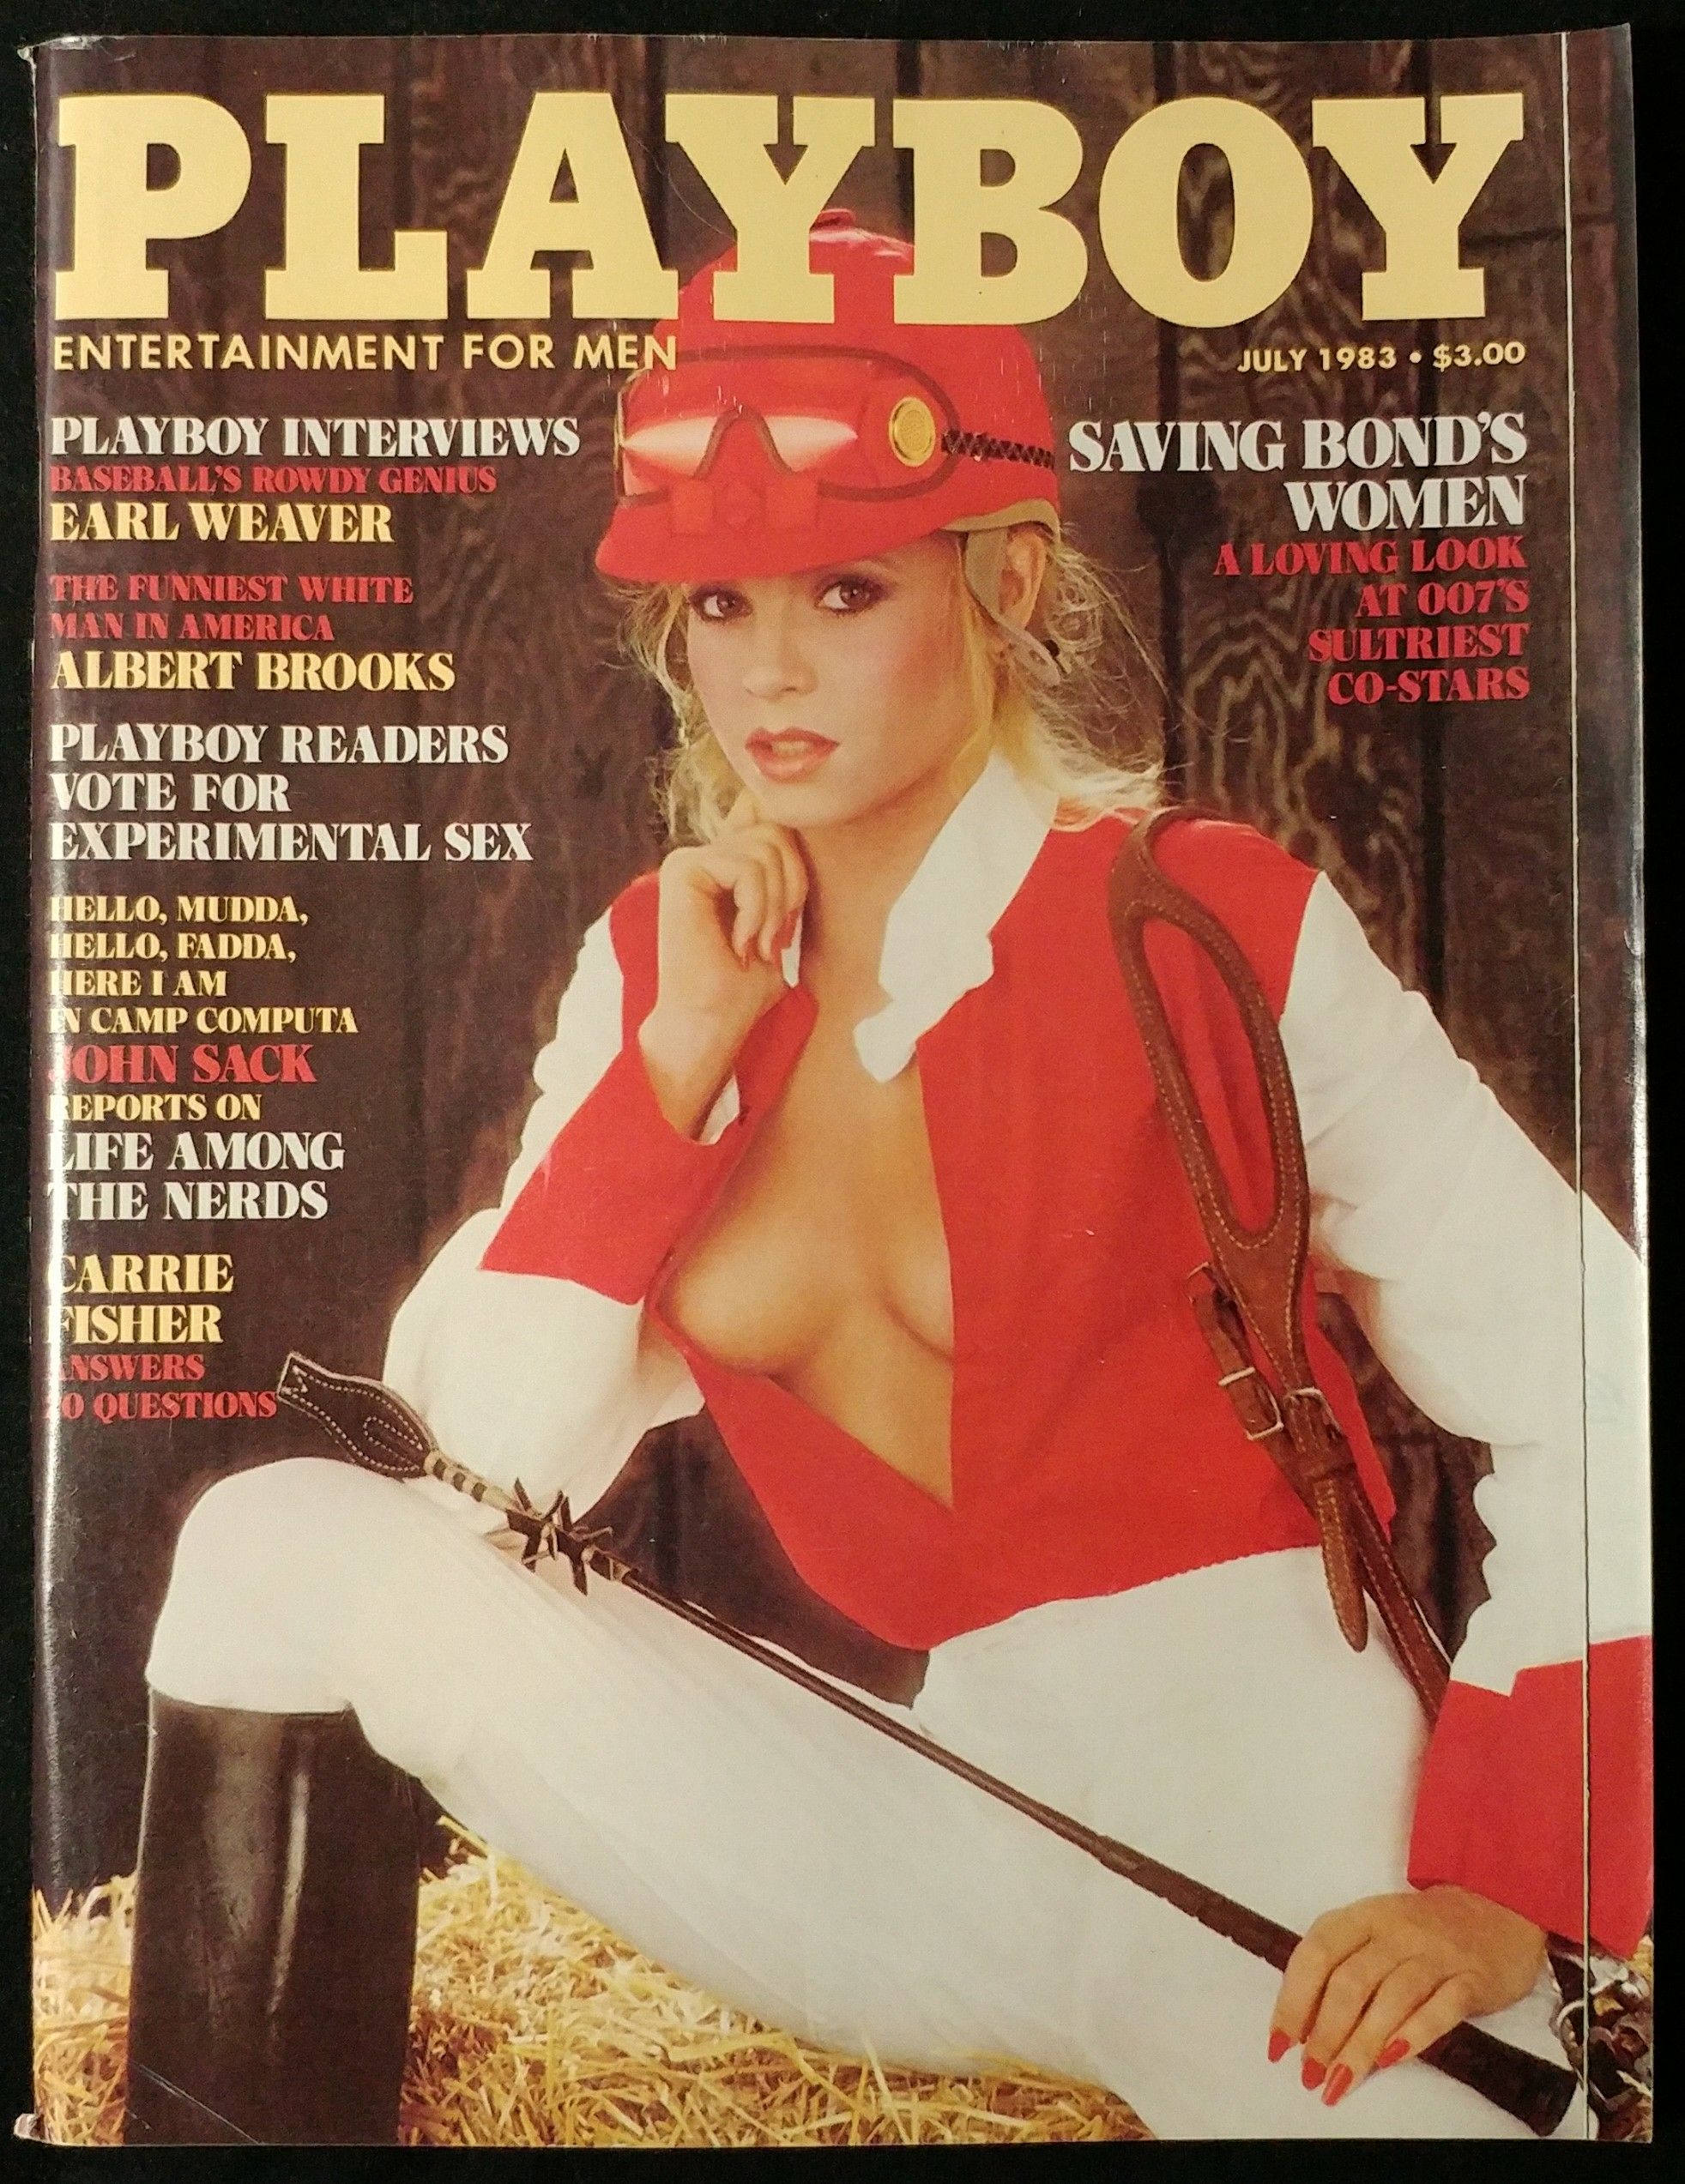 PLAYBOY
ENTERTAINMENT FOR MEN
JULY 1983 • $3.00
PLAYBOY INTERVIEWS
BASEBALL'S ROWDY GENIUS
EARL WEAVER
THE FUNNIEST WHITE
MAN IN AMERICA
ALBERT BROOKS
PLAYBOY READERS
VOTE FOR
EXPERIMENTAL SEX
HELLO, MUDDA,
HELLO, FADDA,
HERE I AM
IN CAMP COMPUTA
JOHN SACK
REPORTS ON
LIFE AMONG
THE NERDS
CARRIE
FISHER
ANSWERS
20 QUESTIONS
SAVING BOND'S
WOMEN
A LOVING LOOK
AT 007'S
SULTRIEST
CO-STARS